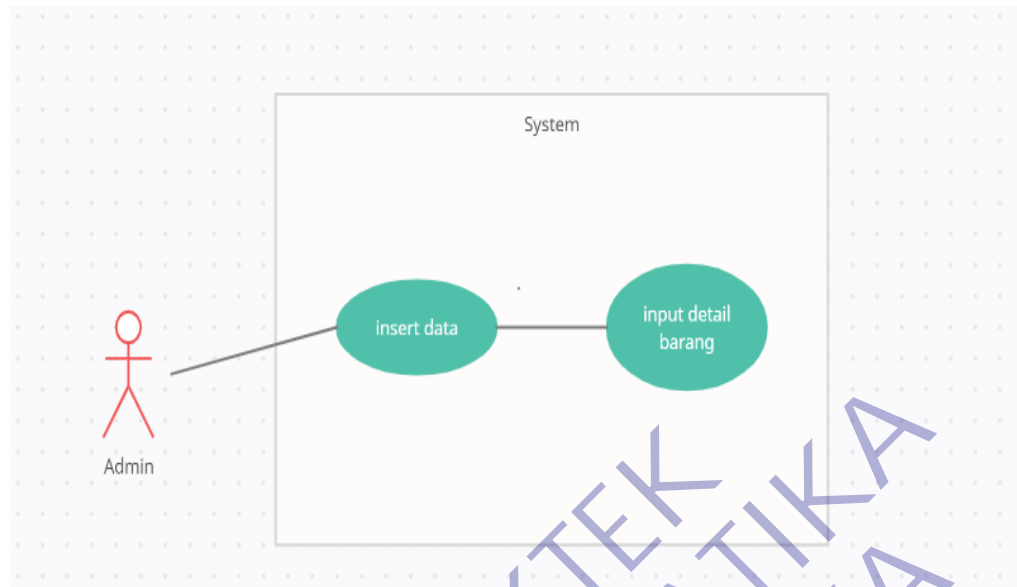 System
insert data
input detail
barang
Admin